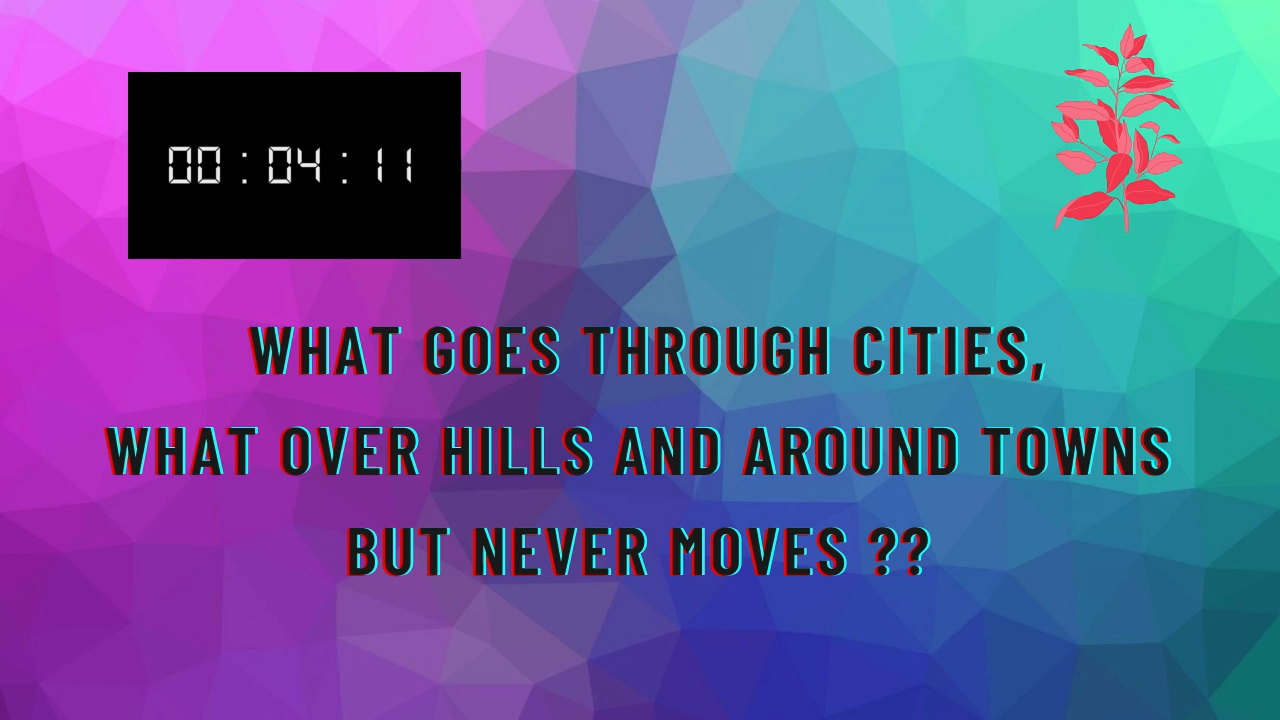 00:04:11
WHAT GOES THROUGH CITIES,
WHAT OVER HILLS AND AROUND TOWNS
BUT NEVER MOVES ??